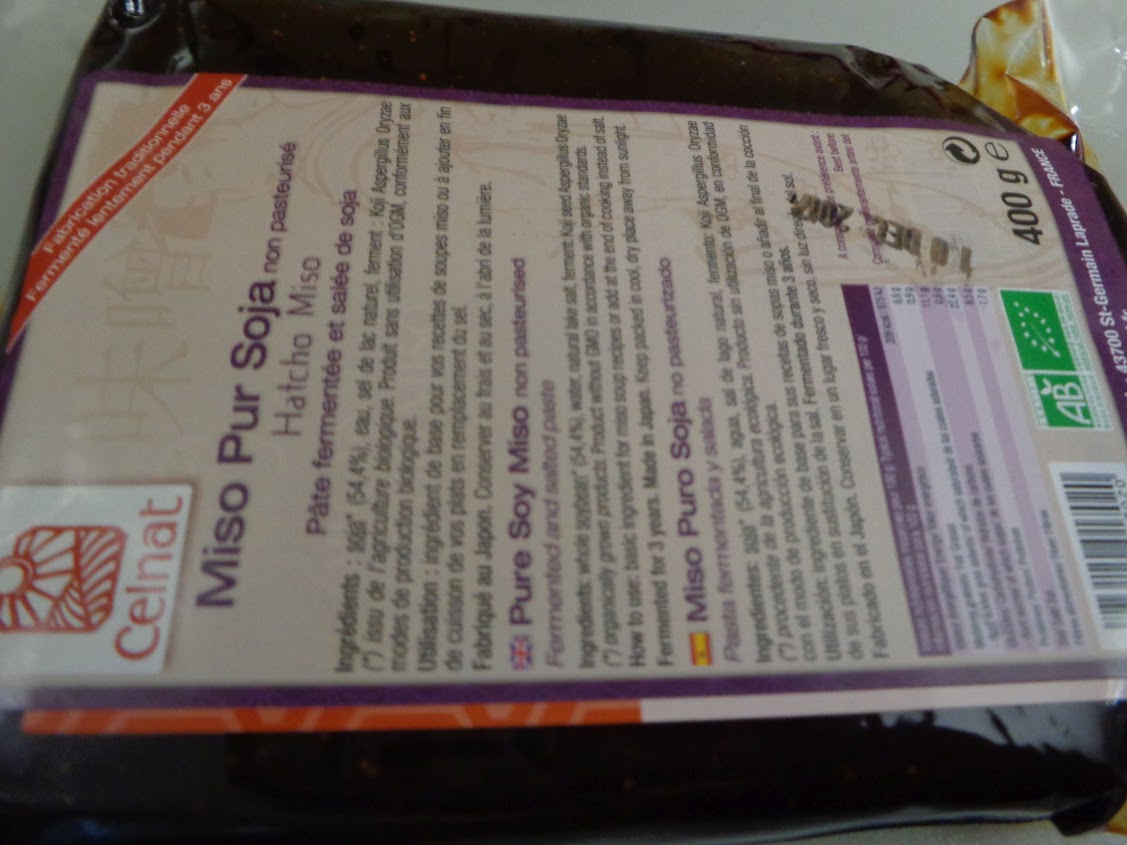 Fabrication traditionnelle
Fermenté lentement pendant 3 ans
味噌
Celnat
Miso Pur Soja non pasteurisé
Hatcho Miso
Pâte fermentée et salée de soja
Ingrédients : soja* (54,4%), eau, sel de lac naturel, ferment : Koji Aspergillus Oryzae
(*) issu de l'agriculture biologique. Produit sans utilisation d'OGM, conformément aux
modes de production biologique.
Utilisation : ingrédient de base pour vos recettes de soupes miso ou à ajouter en fin
de cuisson de vos plats en remplacement du sel.
Fabriqué au Japon. Conserver au frais et au sec, à l'abri de la lumière.
Pure Soy Miso non pasteurised
Fermented and salted paste
Ingredients: whole soybean* (54,4%), water, natural lake salt, ferment: Koji seed Aspergillus Oryzae
(*) organically grown products. Product without GMO in accordance with organic standards.
How to use: basic ingredient for miso soup recipes or add at the end of cooking instead of salt.
Fermented for 3 years. Made in Japan. Keep packed in cool, dry place away from sunlight.
Miso Puro Soja no pasteurizado
Pasta fermentada y salada
Ingredientes: soja* (54,4%), agua, sal de lago natural, fermento: Koji Aspergillus Oryzae
(*) procedente de la agricultura ecológica. Producto sin utilización de OGM, en conformidad
con el modo de producción ecológica.
Utilización: ingrediente de base para sus recetas de sopas miso o añadir al final de la cocción
de sus platos en sustitución de la sal. Fermentado durante 3 años.
Fabricado en el Japón. Conservar en un lugar fresco y seco, sin luz directa del sol.
A consommer de préférence avant :
Best before
400 g e
AB
43700 St-Germain Laprade - FRANCE